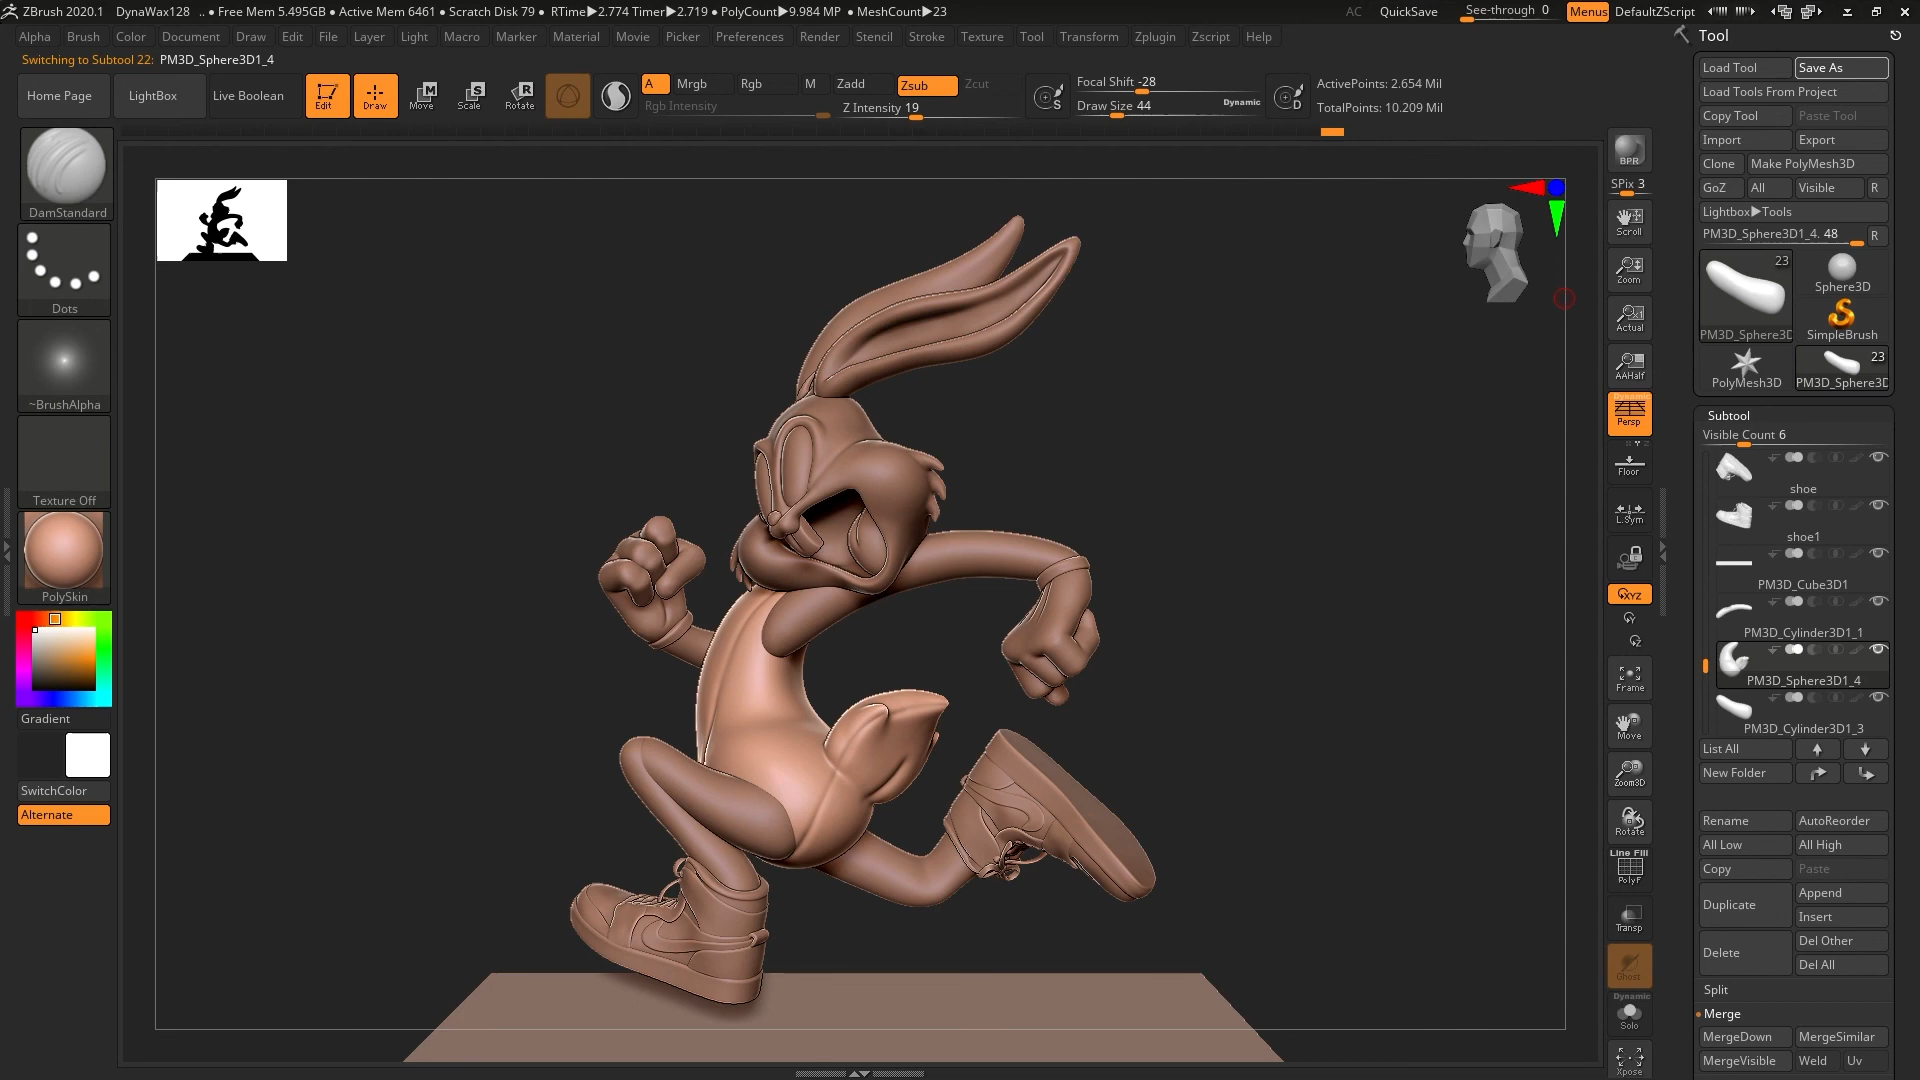 ZBrush 2020.1 DynaWax128 .. ● Free Mem 5.495GB ● Active Mem 6461 ● Scratch Disk 79 ● RTime▶2.774 Timer▶2.719 ● PolyCount▶9.984 MP ● MeshCount▶23 AC QuickSave See-through 0 Menus DefaultZScript
Alpha Brush Color Document Draw Edit File Layer Light Macro Marker Material Movie Picker Preferences Render Stencil Stroke Texture Tool Transform Zplugin Zscript Help
Tool
Switching to Subtool 22: PM3D_Sphere3D1_4
Home Page LightBox Live Boolean Edit Draw Move Scale Rotate
A Mrgb Rgb M Zadd Zsub Zcut
Rgb Intensity Z Intensity 19
Focal Shift -28
Draw Size 44 Dynamic
ActivePoints: 2.654 Mil
TotalPoints: 10.209 Mil
DamStandard
Dots
~BrushAlpha
Texture Off
PolySkin
Gradient
SwitchColor
Alternate
BPR
SPix 3
Scroll
Zoom
Actual
AAHalf
Dynamic
Persp
Floor
L.Sym
XYZ
Frame
Move
Zoom3D
Rotate
Line Fill
PolyF
Transp
Ghost
Dynamic
Solo
Xpose
Load Tool Save As
Load Tools From Project
Copy Tool Paste Tool
Import Export
Clone Make PolyMesh3D
GoZ All Visible R
Lightbox▶Tools
PM3D_Sphere3D1_4. 48 R
23
Sphere3D
PM3D_Sphere3D SimpleBrush
23
PolyMesh3D PM3D_Sphere3D
Subtool
Visible Count 6
shoe
shoe1
PM3D_Cube3D1
PM3D_Cylinder3D1_1
PM3D_Sphere3D1_4
PM3D_Cylinder3D1_3
List All
New Folder
Rename AutoReorder
All Low All High
Copy Paste
Duplicate Append
Insert
Delete Del Other
Del All
Split
Merge
MergeDown MergeSimilar
MergeVisible Weld Uv